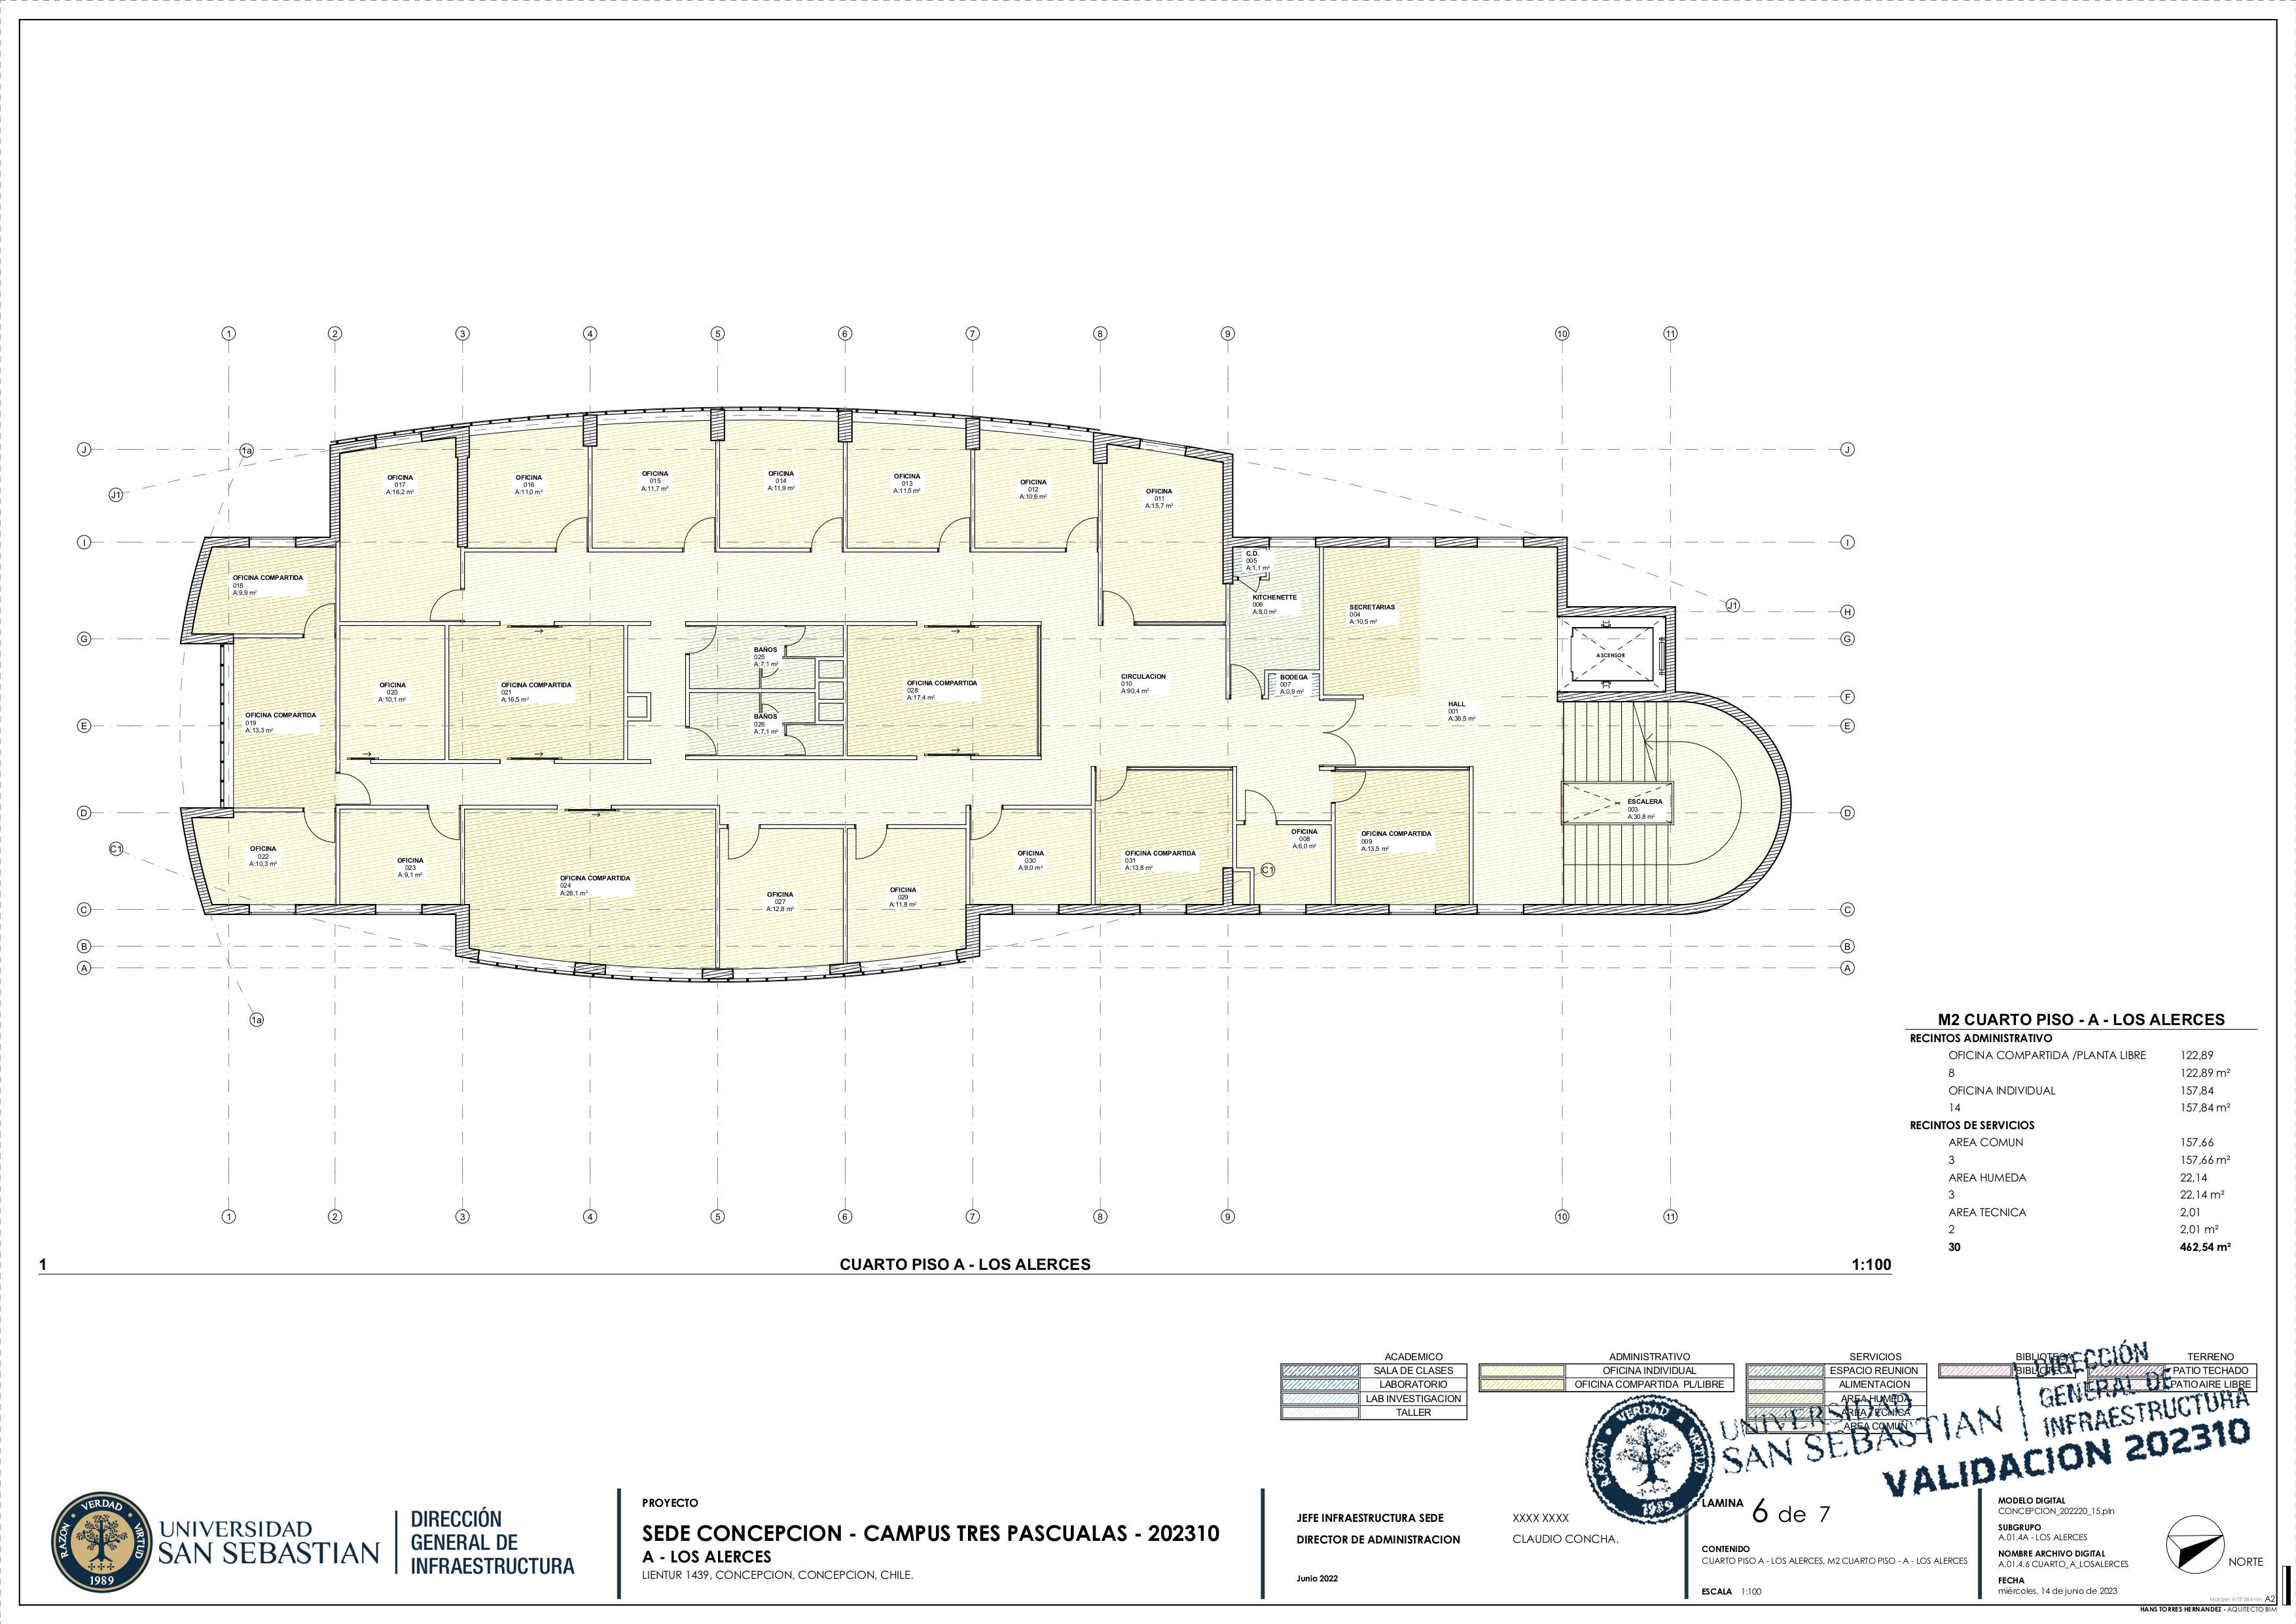 1 2 3 4 5 6 7 8 9 10 11
J J
1a
J1
I I
OFICINA
017
A:16,2 m²
OFICINA
016
A:11,0 m²
OFICINA
015
A:11,7 m²
OFICINA
014
A:11,9 m²
OFICINA
013
A:11,5 m²
OFICINA
012
A:10,6 m²
OFICINA
011
A:15,7 m²
C.D.
005
A:1,1 m²
KITCHENETTE
006
A:8,0 m²
SECRETARIAS
004
A:10,5 m²
H
J1
OFICINA COMPARTIDA
018
A:9,9 m²
G G
ASCENSOR
BAÑOS
025
A:7,1 m²
OFICINA
020
A:10,1 m²
OFICINA COMPARTIDA
021
A:16,5 m²
OFICINA COMPARTIDA
028
A:17,4 m²
CIRCULACION
010
A:90,4 m²
BODEGA
007
A:0,9 m²
F
HALL
001
A:36,5 m²
OFICINA COMPARTIDA
019
A:13,3 m²
BAÑOS
026
A:7,1 m²
E E
ESCALERA
003
A:30,8 m²
D D
C1
OFICINA
022
A:10,3 m²
OFICINA
023
A:9,1 m²
OFICINA COMPARTIDA
024
A:28,1 m²
OFICINA
027
A:12,8 m²
OFICINA
029
A:11,8 m²
OFICINA
030
A:9,0 m²
OFICINA COMPARTIDA
031
A:13,8 m²
OFICINA
008
A:6,0 m²
C1
OFICINA COMPARTIDA
009
A:13,5 m²
C C
B B
A A
1a
1 2 3 4 5 6 7 8 9 10 11
M2 CUARTO PISO - A - LOS ALERCES
RECINTOS ADMINISTRATIVO
OFICINA COMPARTIDA /PLANTA LIBRE 122,89
8 122,89 m²
OFICINA INDIVIDUAL 157,84
14 157,84 m²
RECINTOS DE SERVICIOS
AREA COMUN 157,66
3 157,66 m²
AREA HUMEDA 22,14
3 22,14 m²
AREA TECNICA 2,01
2 2,01 m²
30 462,54 m²
1 CUARTO PISO A - LOS ALERCES 1:100
ACADEMICO
SALA DE CLASES
LABORATORIO
LAB INVESTIGACION
TALLER
ADMINISTRATIVO
OFICINA INDIVIDUAL
OFICINA COMPARTIDA PL/LIBRE
SERVICIOS
ESPACIO REUNION
ALIMENTACION
AREA HUMEDA
AREA TECNICA
AREA COMUN
BIBLIOTECA
BIBLIOTECA
TERRENO
PATIO TECHADO
PATIO AIRE LIBRE
RAZON VERDAD VIRTUD
1989
UNIVERSIDAD
SAN SEBASTIAN
DIRECCIÓN
GENERAL DE
INFRAESTRUCTURA
VALIDACION 202310
RAZON VERDAD VIRTUD
1989
UNIVERSIDAD
SAN SEBASTIAN
DIRECCIÓN
GENERAL DE
INFRAESTRUCTURA
PROYECTO
SEDE CONCEPCION - CAMPUS TRES PASCUALAS - 202310
A - LOS ALERCES
LIENTUR 1439, CONCEPCION, CONCEPCION, CHILE.
JEFE INFRAESTRUCTURA SEDE XXXX XXXX
DIRECTOR DE ADMINISTRACION CLAUDIO CONCHA.
Junio 2022
LAMINA 6 de 7
CONTENIDO
CUARTO PISO A - LOS ALERCES, M2 CUARTO PISO - A - LOS ALERCES
ESCALA 1:100
MODELO DIGITAL
CONCEPCION_202220_15.pln
SUBGRUPO
A.01.4A - LOS ALERCES
NOMBRE ARCHIVO DIGITAL
A.01.4.6 CUARTO_A_LOSALERCES
FECHA
miércoles, 14 de junio de 2023
NORTE
A2
HANS TORRES HERNANDEZ - AQUITECTO BIM